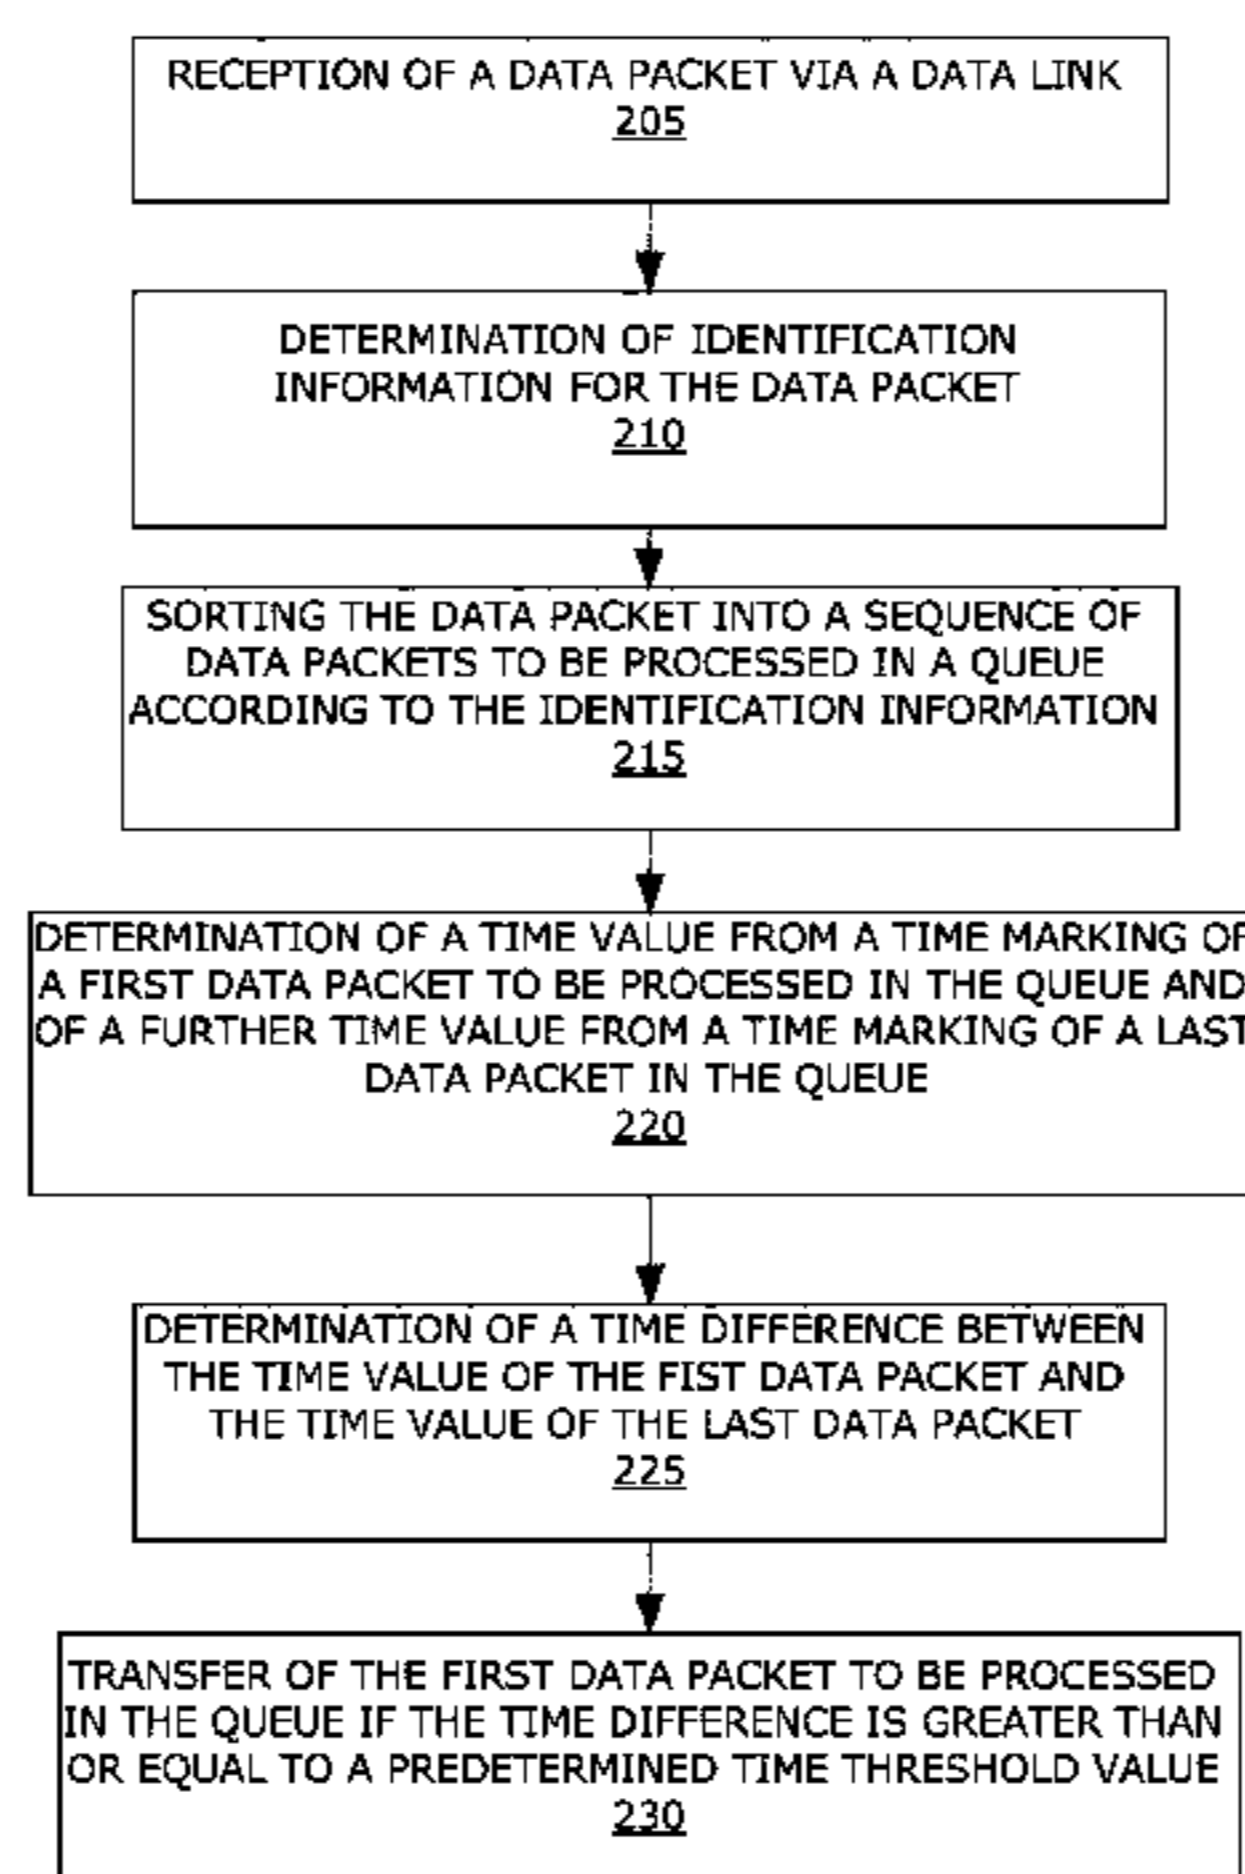 RECEPTION OF A DATA PACKET VIA A DATA LINK
205
DETERMINATION OF IDENTIFICATION
INFORMATION FOR THE DATA PACKET
210
SORTING THE DATA PACKET INTO A SEQUENCE OF
DATA PACKETS TO BE PROCESSED IN A QUEUE
ACCORDING TO THE IDENTIFICATION INFORMATION
215
DETERMINATION OF A TIME VALUE FROM A TIME MARKING OF
A FIRST DATA PACKET TO BE PROCESSED IN THE QUEUE AND
OF A FURTHER TIME VALUE FROM A TIME MARKING OF A LAST
DATA PACKET IN THE QUEUE
220
DETERMINATION OF A TIME DIFFERENCE BETWEEN
THE TIME VALUE OF THE FIST DATA PACKET AND
THE TIME VALUE OF THE LAST DATA PACKET
225
TRANSFER OF THE FIRST DATA PACKET TO BE PROCESSED
IN THE QUEUE IF THE TIME DIFFERENCE IS GREATER THAN
OR EQUAL TO A PREDETERMINED TIME THRESHOLD VALUE
230